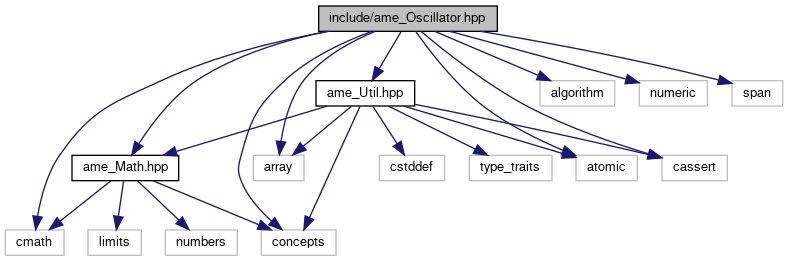 include/ame_Oscillator.hpp
ame_Util.hpp
algorithm
numeric
span
ame_Math.hpp
array
cstddef
type_traits
atomic
cassert
cmath
limits
numbers
concepts